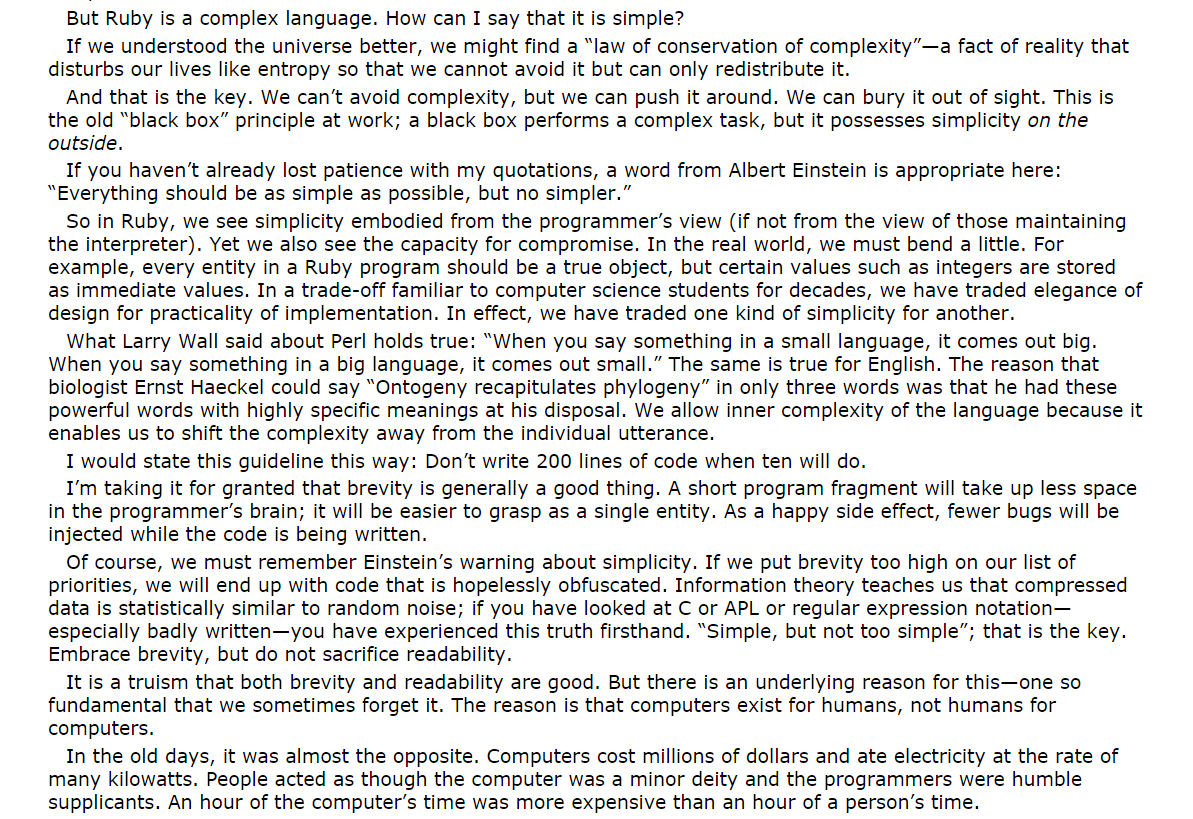 But Ruby is a complex language. How can I say that it is simple?
If we understood the universe better, we might find a “law of conservation of complexity”—a fact of reality that
disturbs our lives like entropy so that we cannot avoid it but can only redistribute it.
And that is the key. We can’t avoid complexity, but we can push it around. We can bury it out of sight. This is
the old “black box” principle at work; a black box performs a complex task, but it possesses simplicity on the
outside.
If you haven’t already lost patience with my quotations, a word from Albert Einstein is appropriate here:
“Everything should be as simple as possible, but no simpler.”
So in Ruby, we see simplicity embodied from the programmer’s view (if not from the view of those maintaining
the interpreter). Yet we also see the capacity for compromise. In the real world, we must bend a little. For
example, every entity in a Ruby program should be a true object, but certain values such as integers are stored
as immediate values. In a trade-off familiar to computer science students for decades, we have traded elegance of
design for practicality of implementation. In effect, we have traded one kind of simplicity for another.
What Larry Wall said about Perl holds true: “When you say something in a small language, it comes out big.
When you say something in a big language, it comes out small.” The same is true for English. The reason that
biologist Ernst Haeckel could say “Ontogeny recapitulates phylogeny” in only three words was that he had these
powerful words with highly specific meanings at his disposal. We allow inner complexity of the language because it
enables us to shift the complexity away from the individual utterance.
I would state this guideline this way: Don’t write 200 lines of code when ten will do.
I’m taking it for granted that brevity is generally a good thing. A short program fragment will take up less space
in the programmer’s brain; it will be easier to grasp as a single entity. As a happy side effect, fewer bugs will be
injected while the code is being written.
Of course, we must remember Einstein’s warning about simplicity. If we put brevity too high on our list of
priorities, we will end up with code that is hopelessly obfuscated. Information theory teaches us that compressed
data is statistically similar to random noise; if you have looked at C or APL or regular expression notation—
especially badly written—you have experienced this truth firsthand. “Simple, but not too simple”; that is the key.
Embrace brevity, but do not sacrifice readability.
It is a truism that both brevity and readability are good. But there is an underlying reason for this—one so
fundamental that we sometimes forget it. The reason is that computers exist for humans, not humans for
computers.
In the old days, it was almost the opposite. Computers cost millions of dollars and ate electricity at the rate of
many kilowatts. People acted as though the computer was a minor deity and the programmers were humble
supplicants. An hour of the computer’s time was more expensive than an hour of a person’s time.